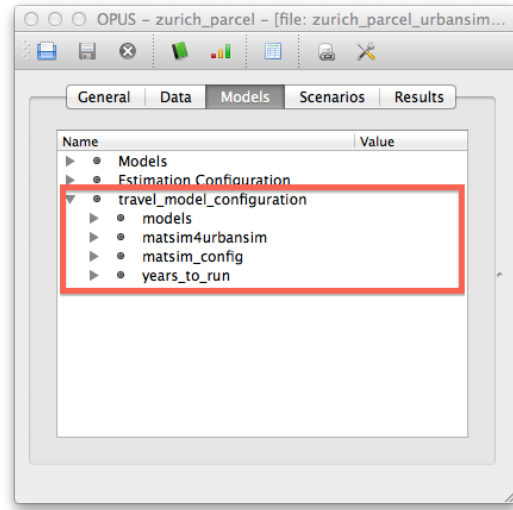 OPUS – zurich_parcel – [file: zurich_parcel_urbansim...
General Data Models Scenarios Results
Name Value
Models
Estimation Configuration
travel_model_configuration
models
matsim4urbansim
matsim_config
years_to_run